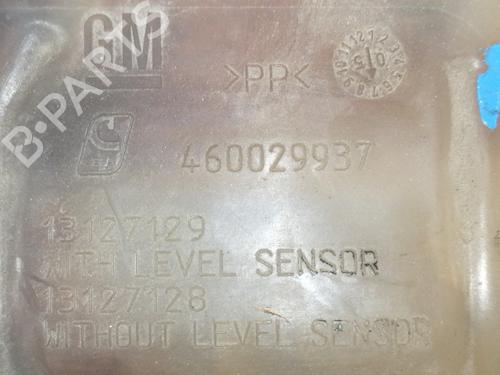 GM
>PP<
460029937
13127129
WITH LEVEL SENSOR
13127128
WITHOUT LEVEL SENSOR
B-PARTS